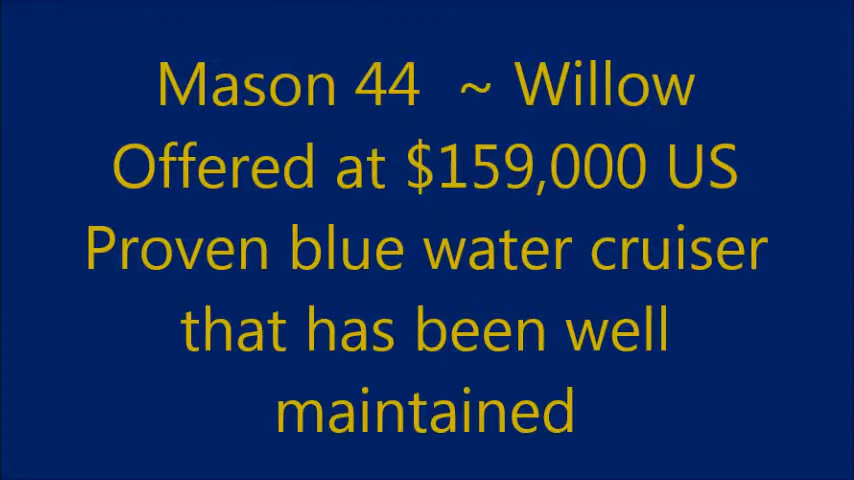 Mason 44 ~ Willow
Offered at $159,000 US
Proven blue water cruiser
that has been well
maintained